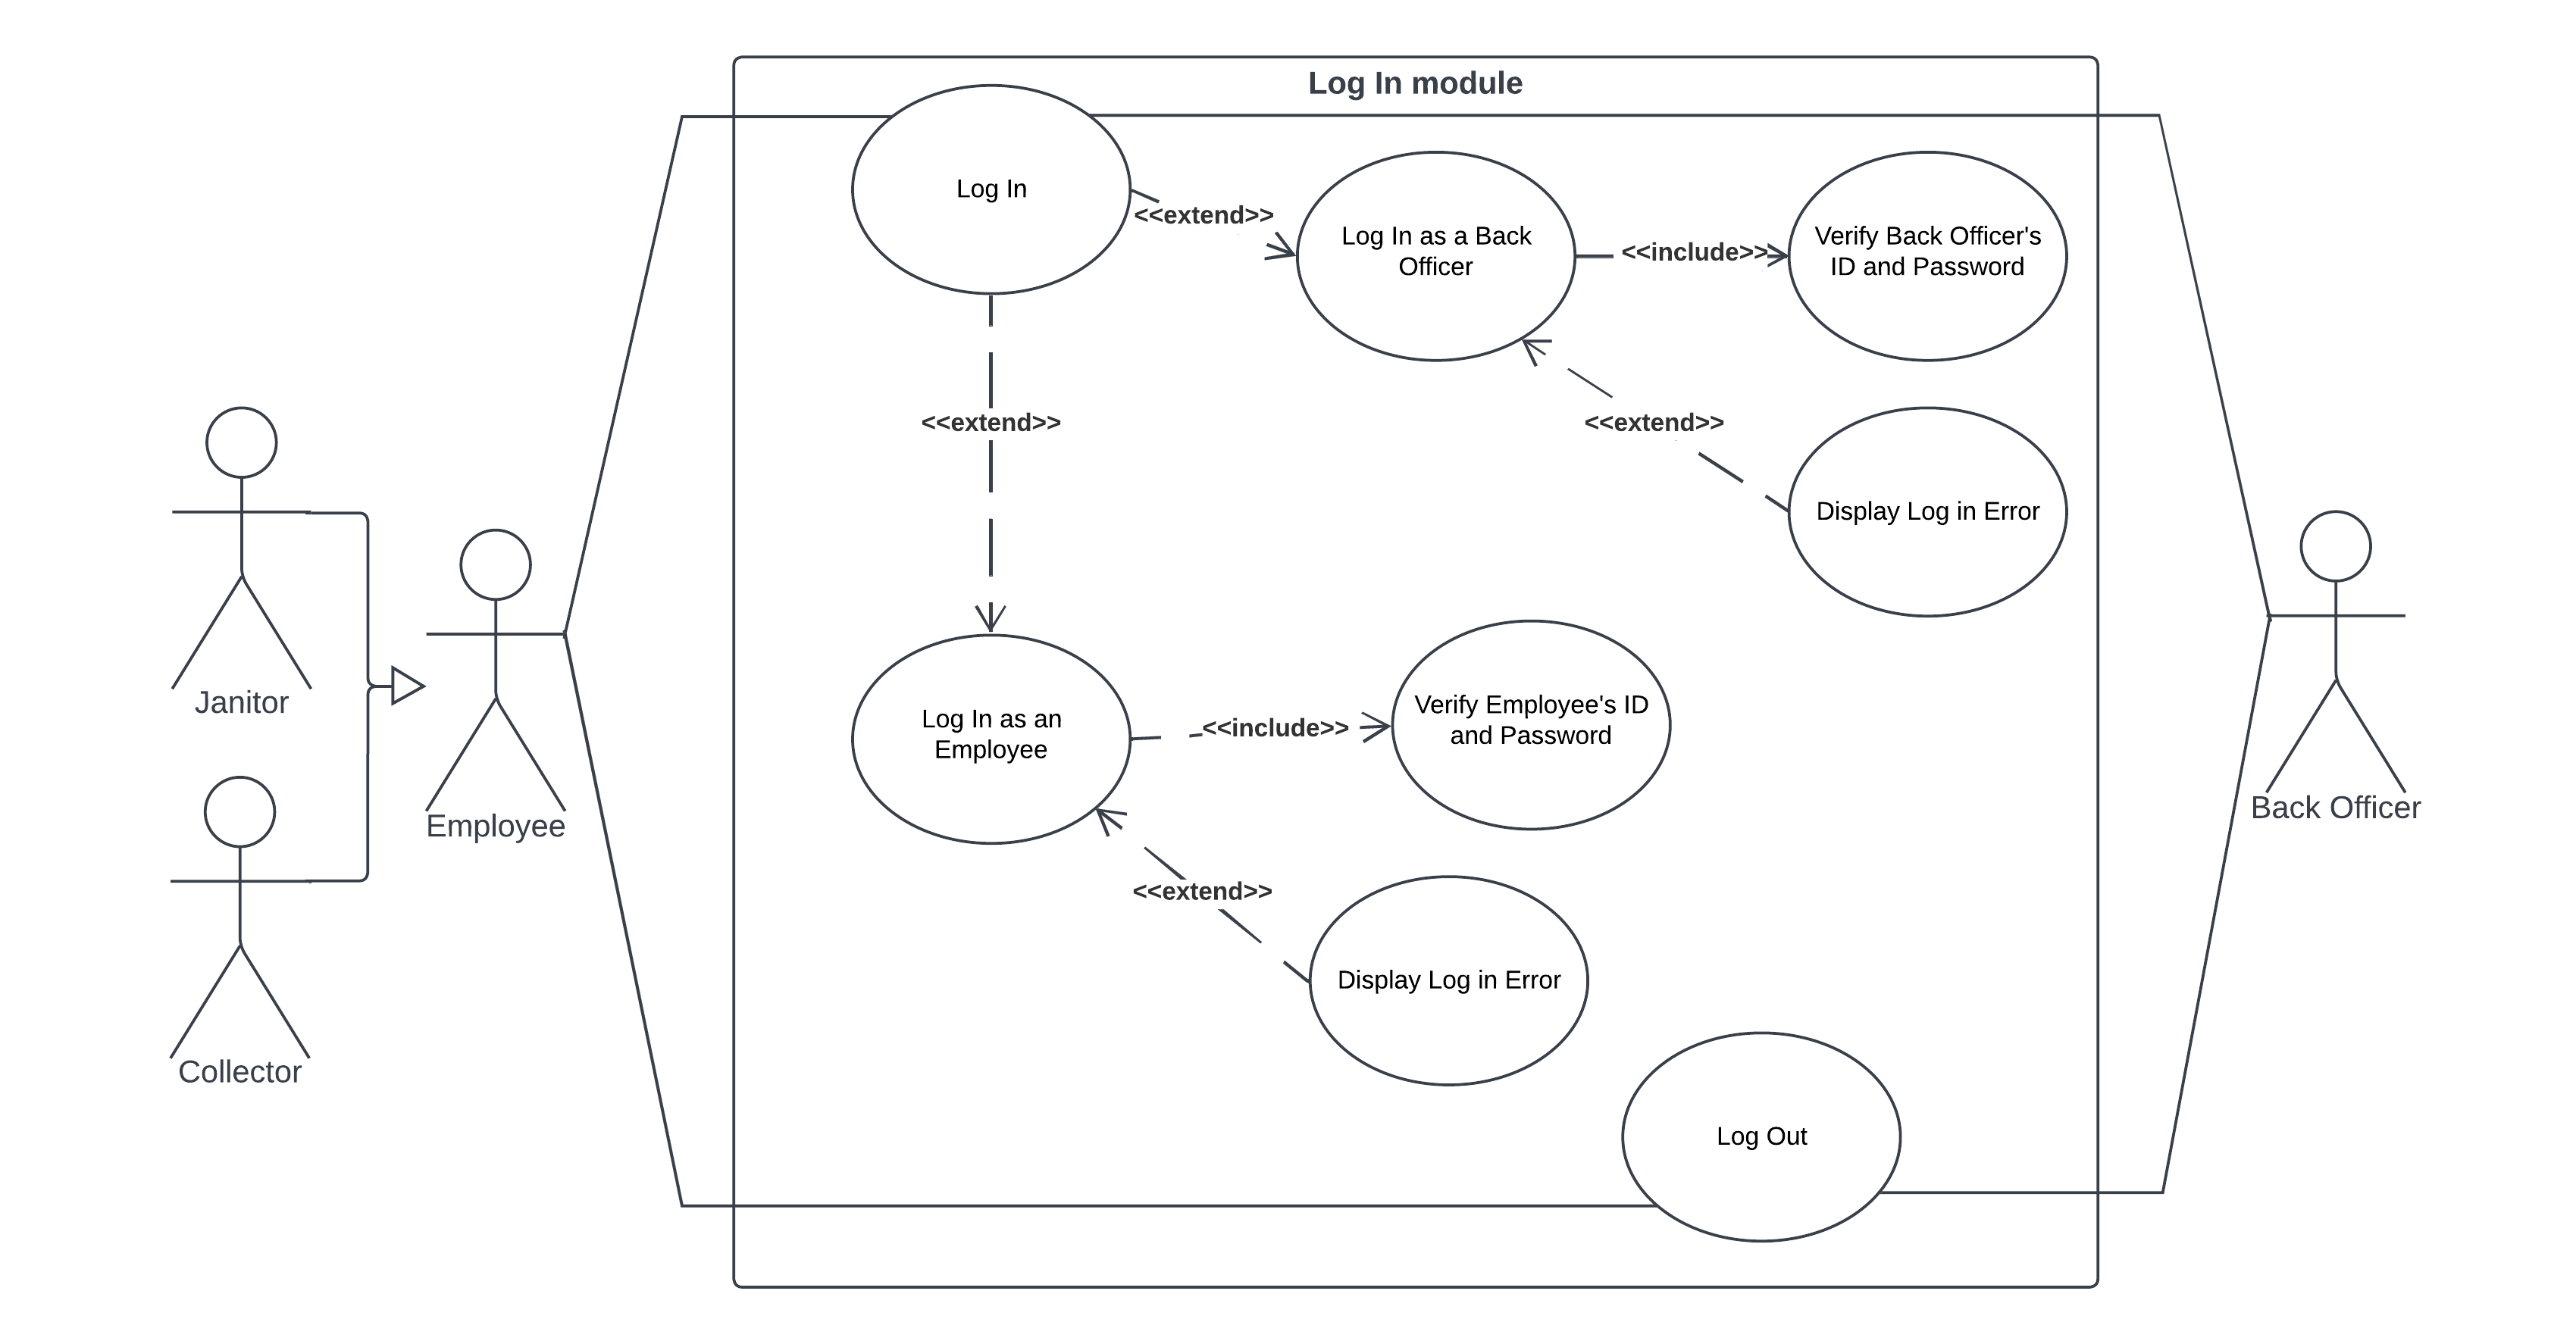 Log In module
Log In
<<extend>>
Log In as a Back
Officer
<<include>>
Verify Back Officer's
ID and Password
<<extend>>
<<extend>>
Display Log in Error
Janitor
Employee
Collector
Back Officer
Log In as an
Employee
<<include>>
Verify Employee's ID
and Password
<<extend>>
Display Log in Error
Log Out